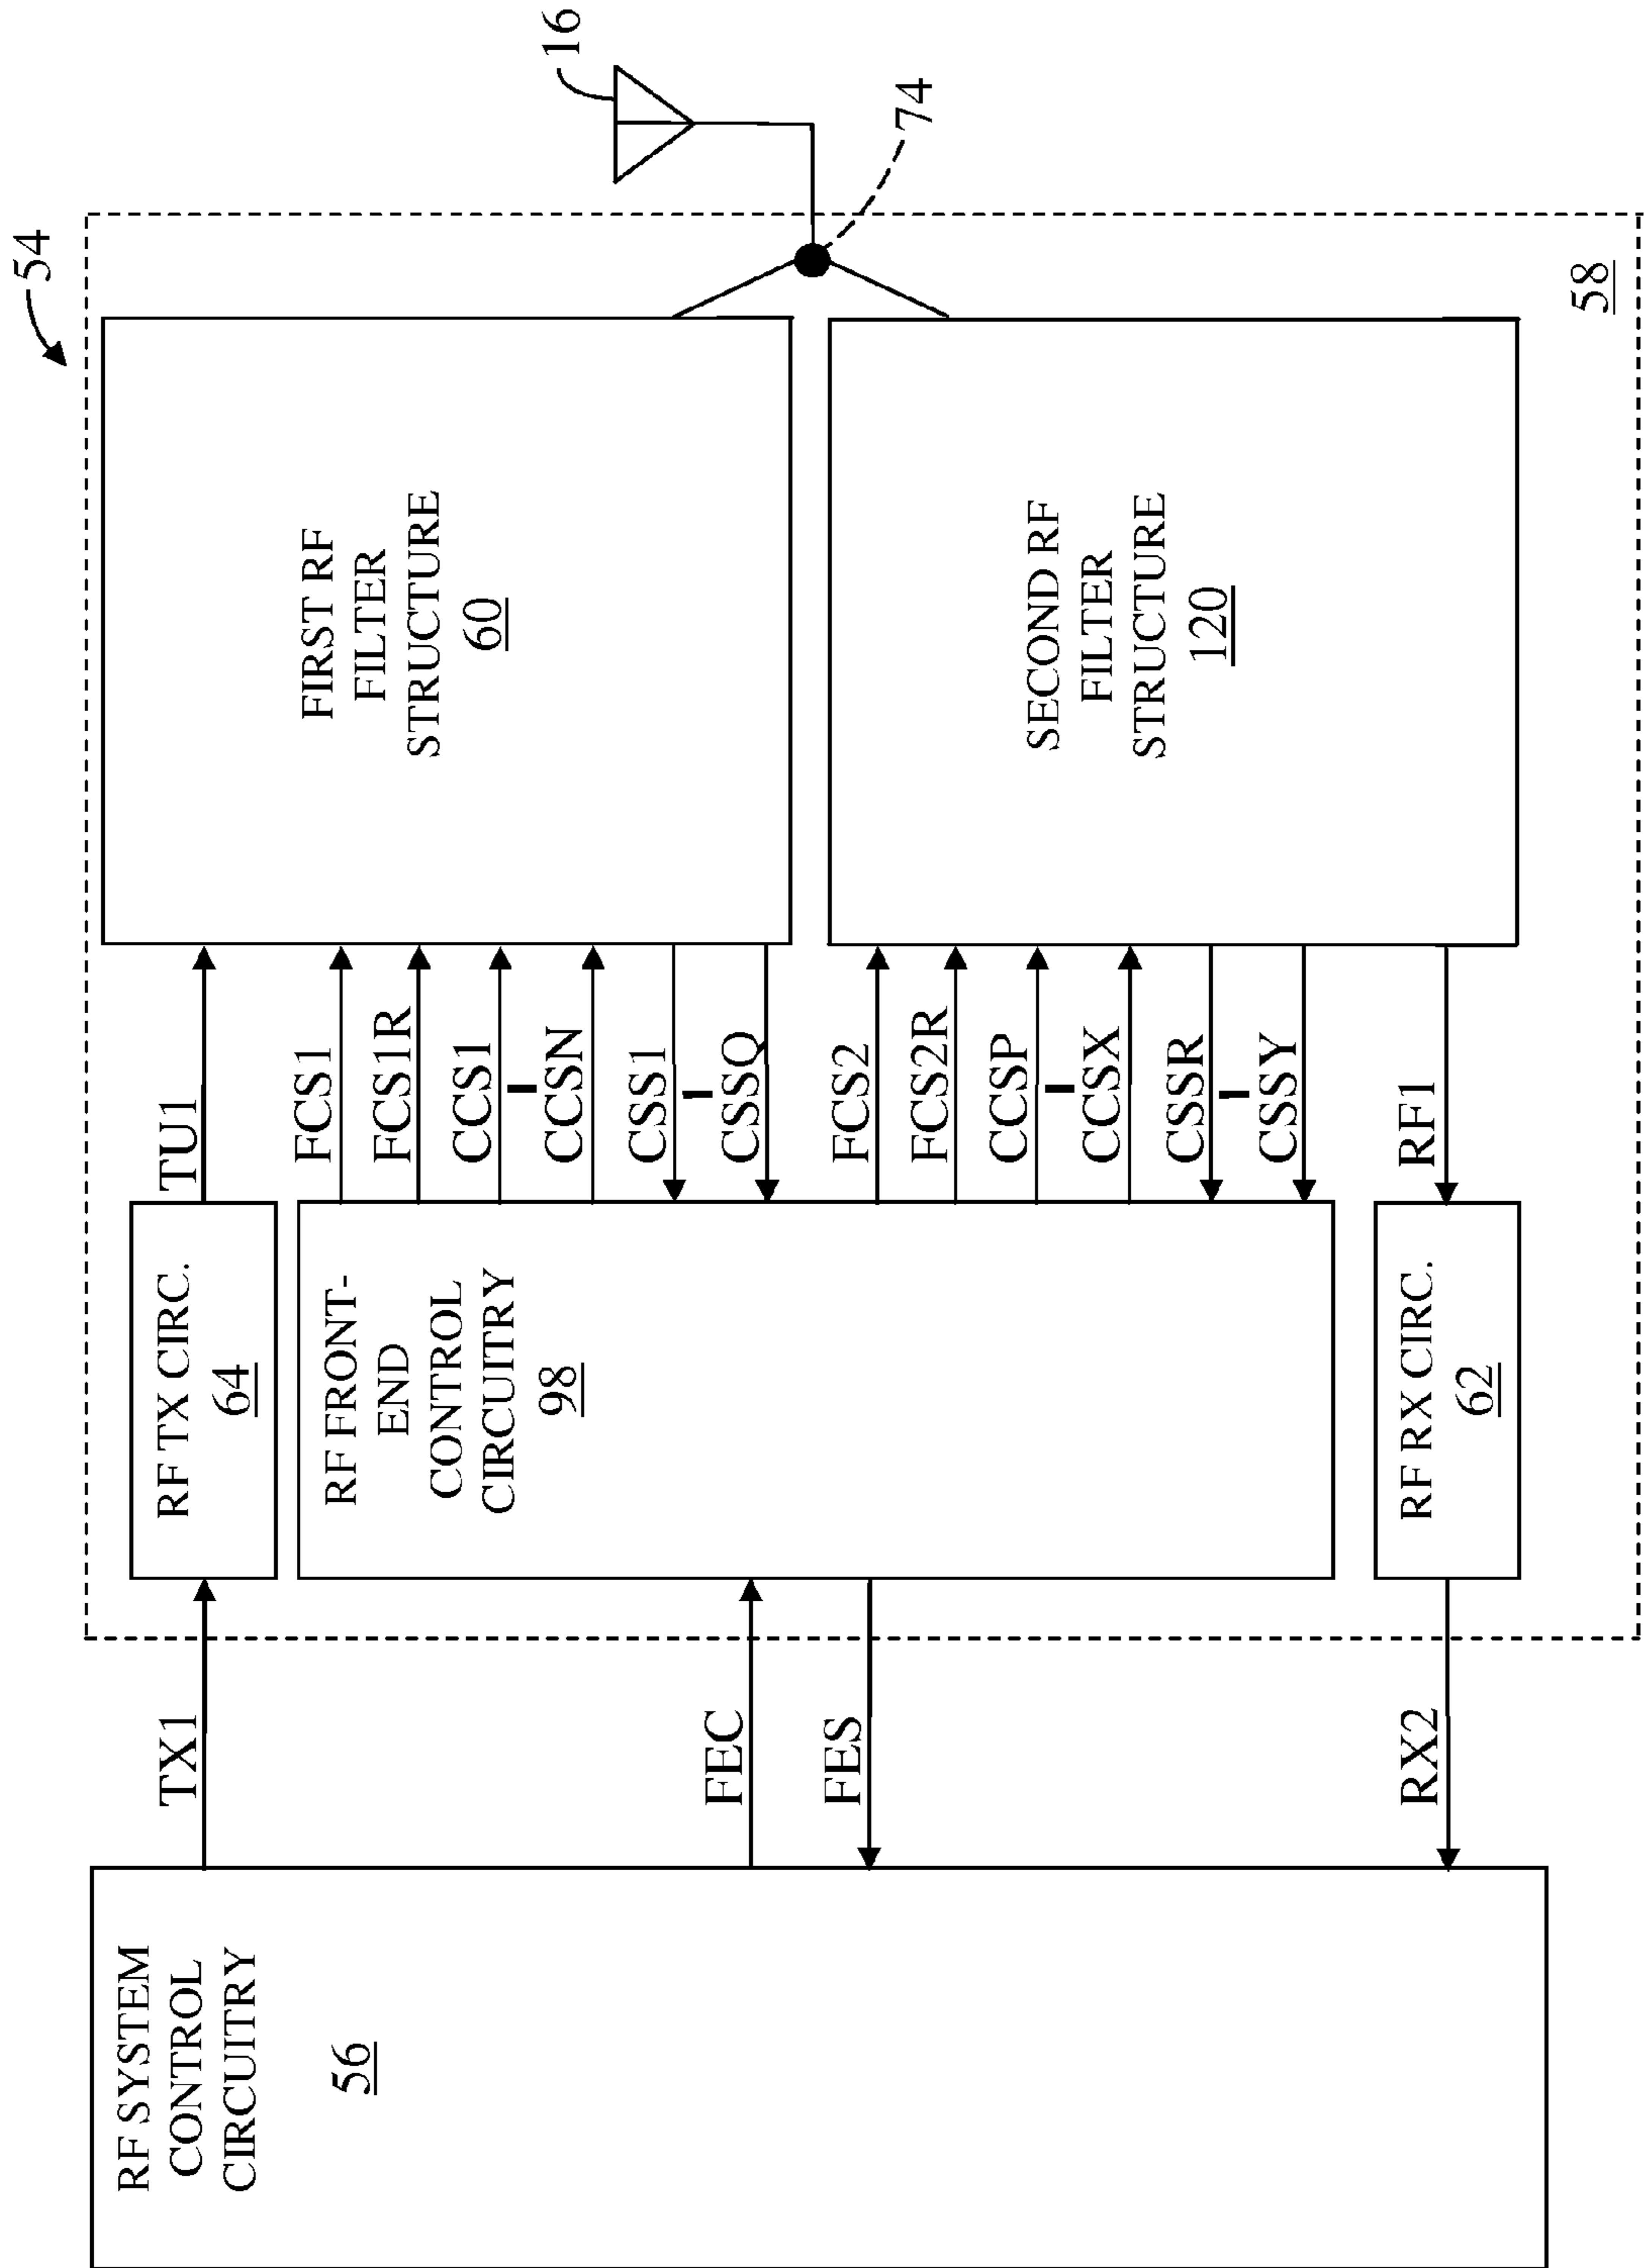 54
16
74
58
RF SYSTEM
CONTROL
CIRCUITRY
56
TX1
FEC
FES
RX2
RF TX CIRC.
64
RF FRONT-
END
CONTROL
CIRCUITRY
98
RF RX CIRC.
62
TU1
FCS1
FCS1R
CCS1
-
CCSN
CSS1
-
CSSQ
FCS2
FCS2R
CCSP
-
CCSX
CSSR
-
CSSY
RF1
FIRST RF
FILTER
STRUCTURE
60
SECOND RF
FILTER
STRUCTURE
120